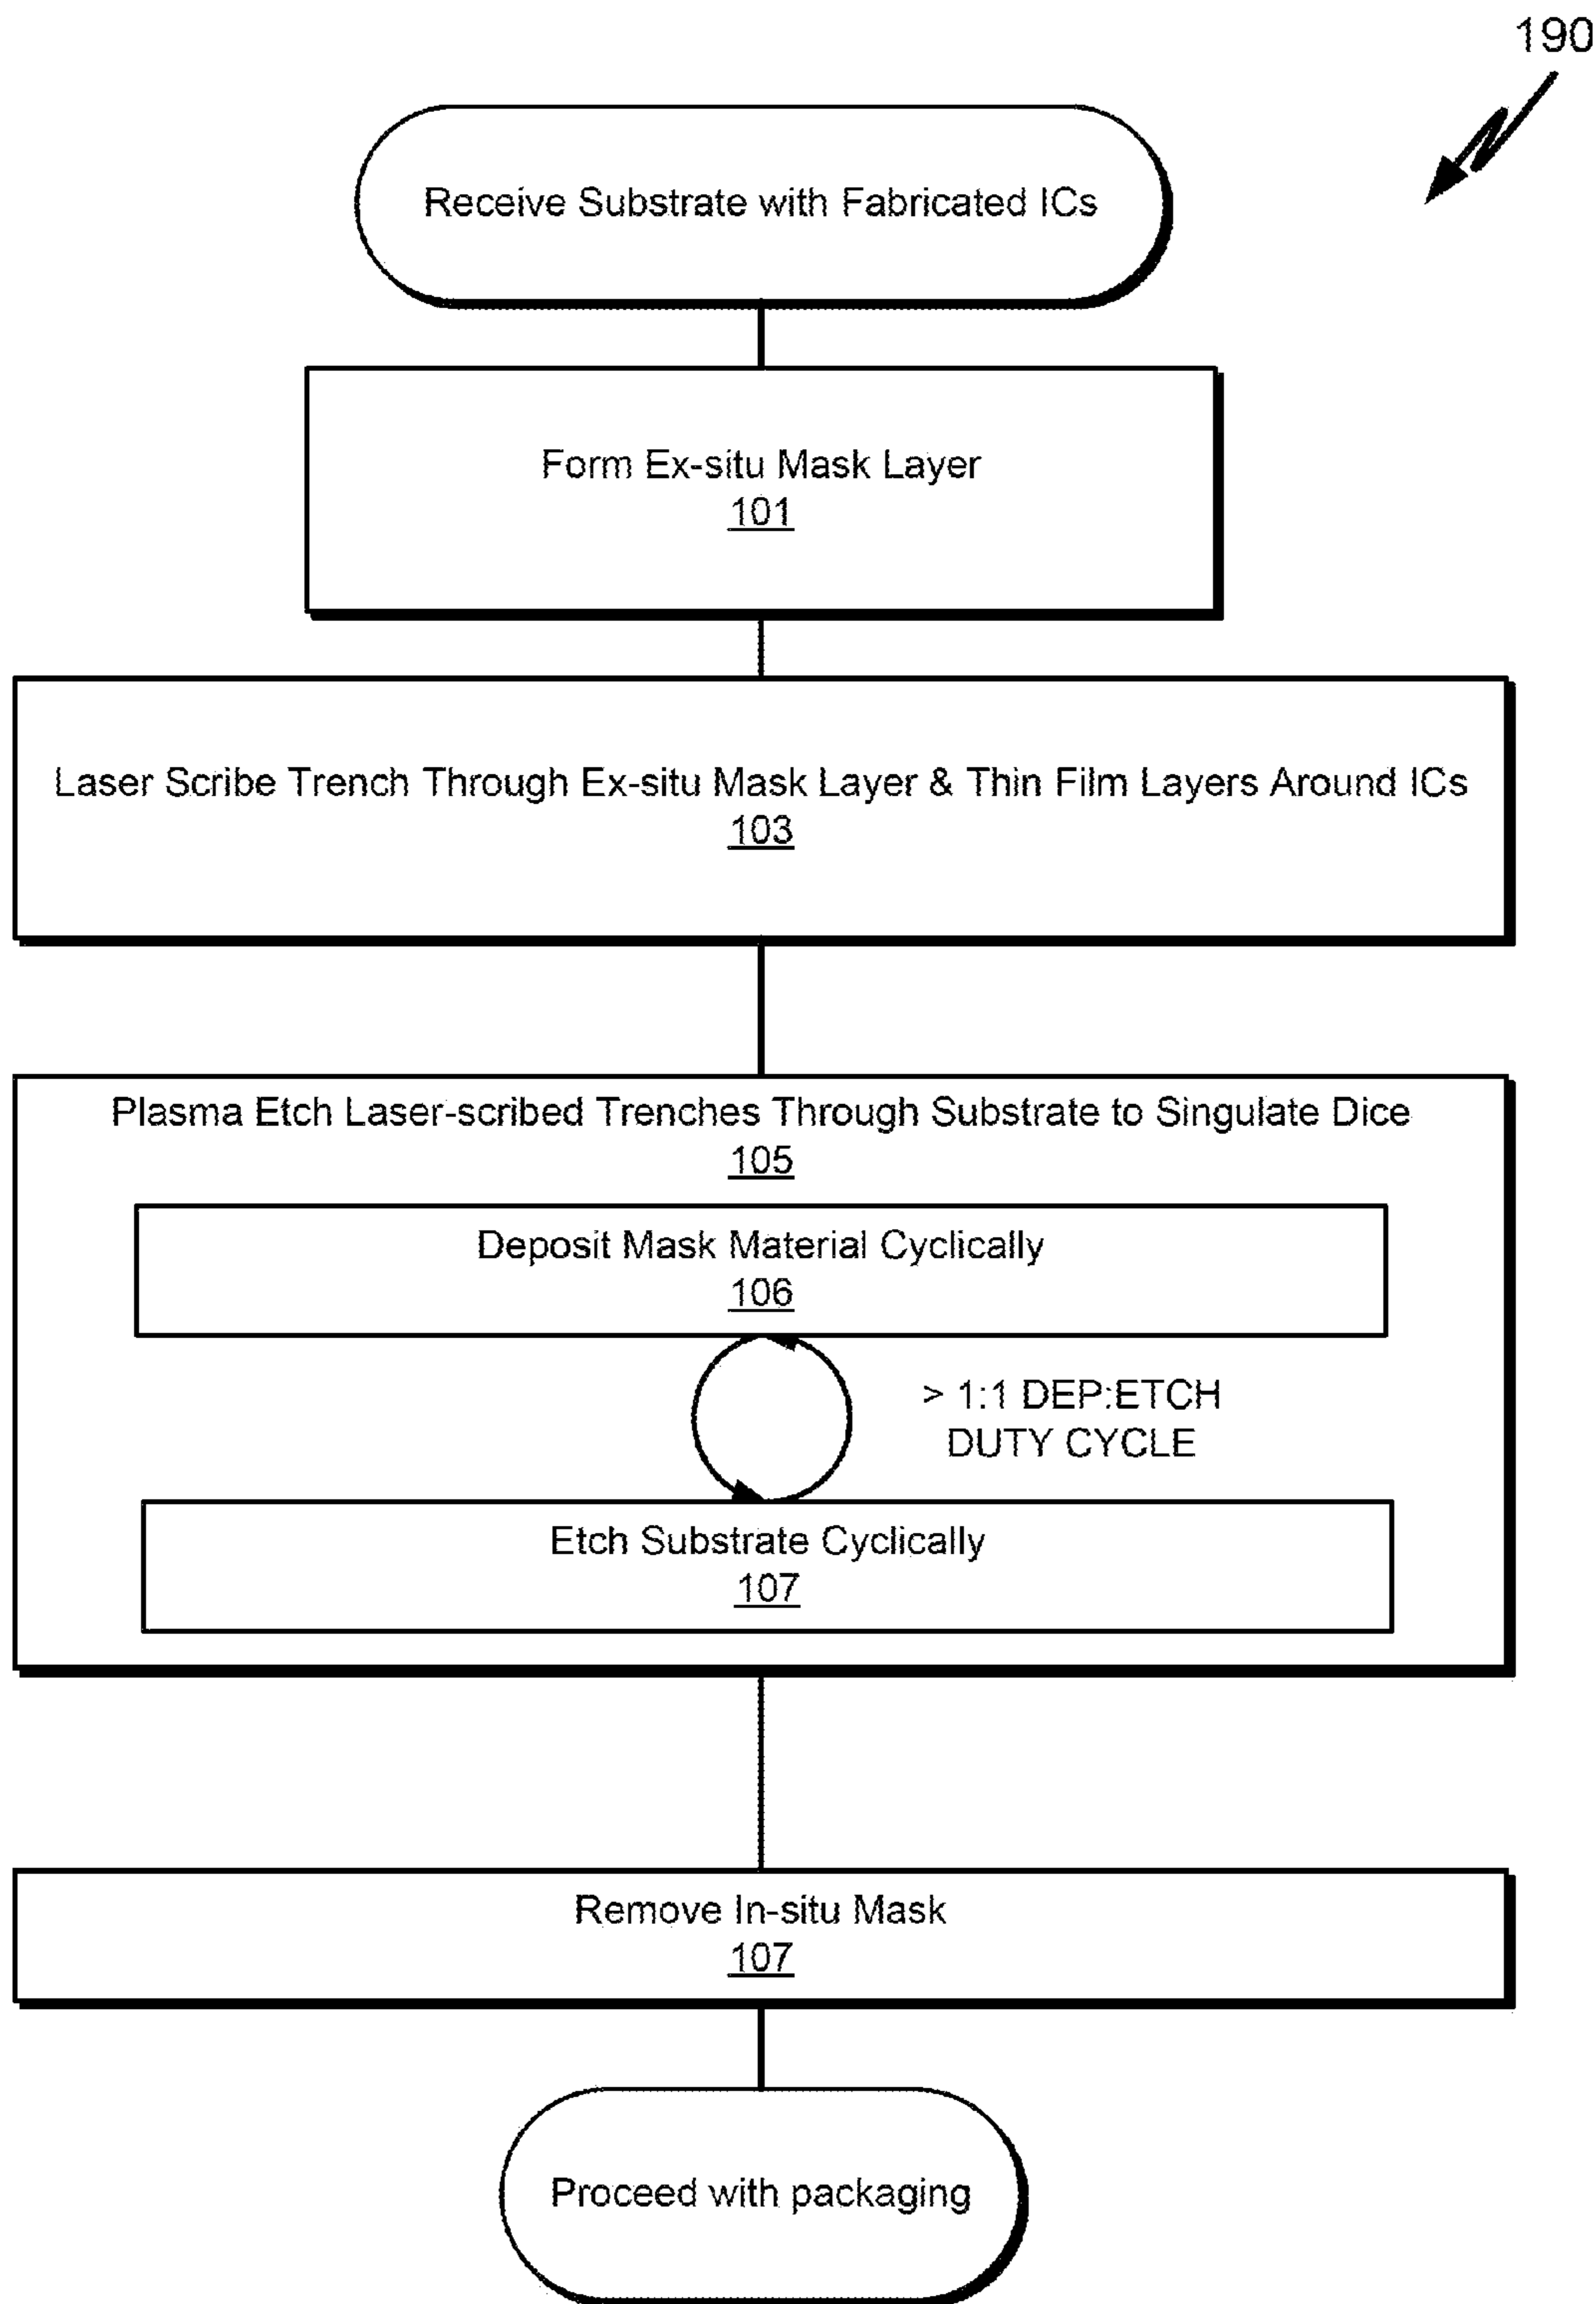 190
Receive Substrate with Fabricated ICs
Form Ex-situ Mask Layer
101
Laser Scribe Trench Through Ex-situ Mask Layer & Thin Film Layers Around ICs
103
Plasma Etch Laser-scribed Trenches Through Substrate to Singulate Dice
105
Deposit Mask Material Cyclically
106
> 1:1 DEP:ETCH
DUTY CYCLE
Etch Substrate Cyclically
107
Remove In-situ Mask
107
Proceed with packaging